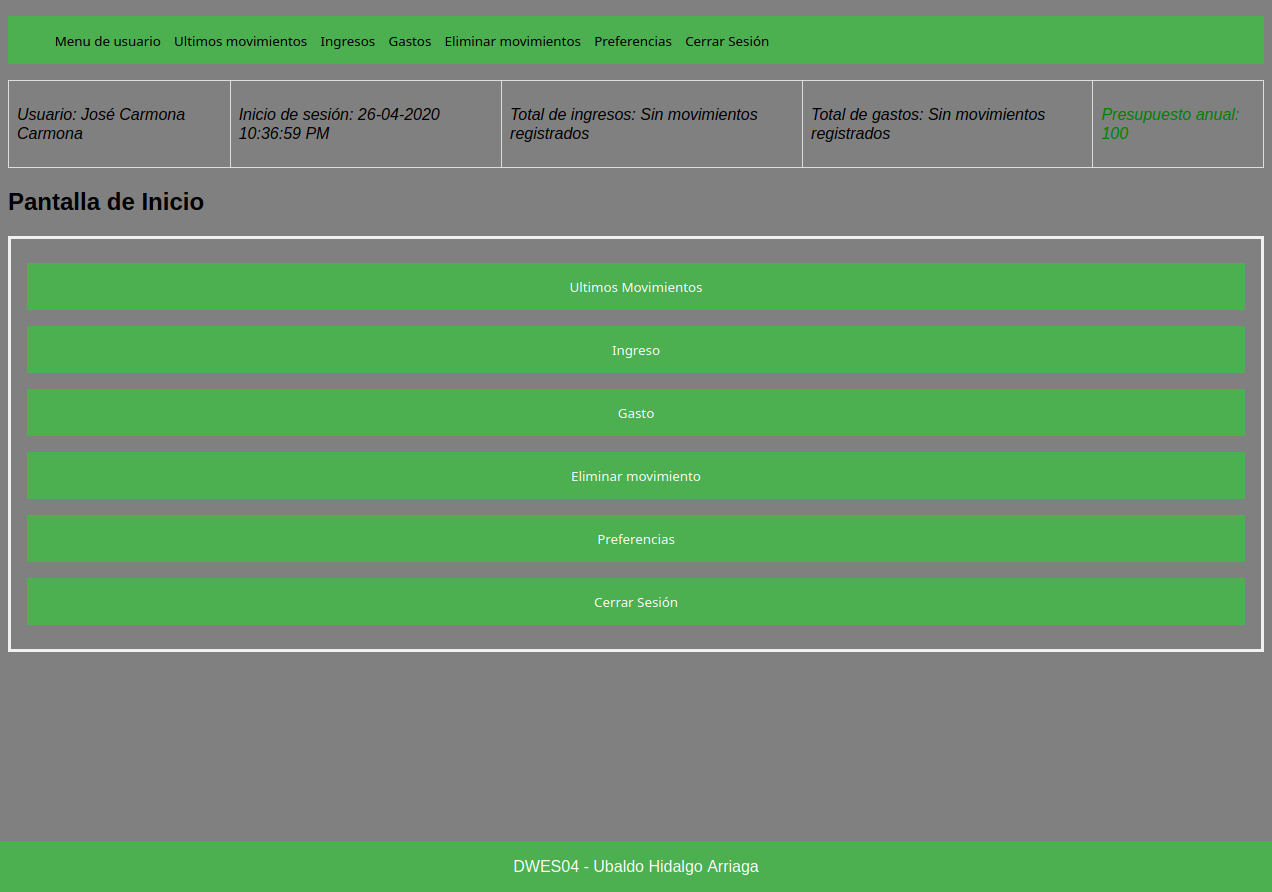 Menu de usuario Ultimos movimientos Ingresos Gastos Eliminar movimientos Preferencias Cerrar Sesión
Usuario: José Carmona
Carmona
Inicio de sesión: 26-04-2020
10:36:59 PM
Total de ingresos: Sin movimientos
registrados
Total de gastos: Sin movimientos
registrados
Presupuesto anual:
100
Pantalla de Inicio
Ultimos Movimientos
Ingreso
Gasto
Eliminar movimiento
Preferencias
Cerrar Sesión
DWES04 - Ubaldo Hidalgo Arriaga